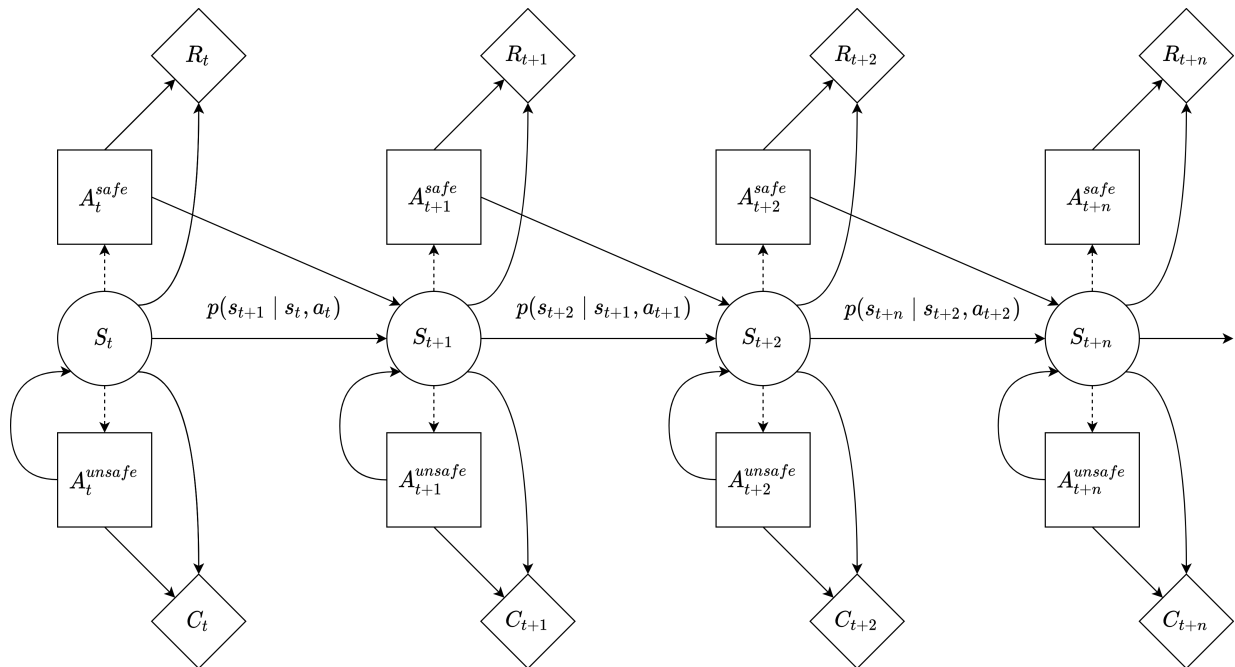 R_t R_{t+1} R_{t+2} R_{t+n}
A_t^{safe} A_{t+1}^{safe} A_{t+2}^{safe} A_{t+n}^{safe}
p(s_{t+1} | s_t, a_t) p(s_{t+2} | s_{t+1}, a_{t+1}) p(s_{t+n} | s_{t+2}, a_{t+2})
S_t S_{t+1} S_{t+2} S_{t+n}
A_t^{unsafe} A_{t+1}^{unsafe} A_{t+2}^{unsafe} A_{t+n}^{unsafe}
C_t C_{t+1} C_{t+2} C_{t+n}